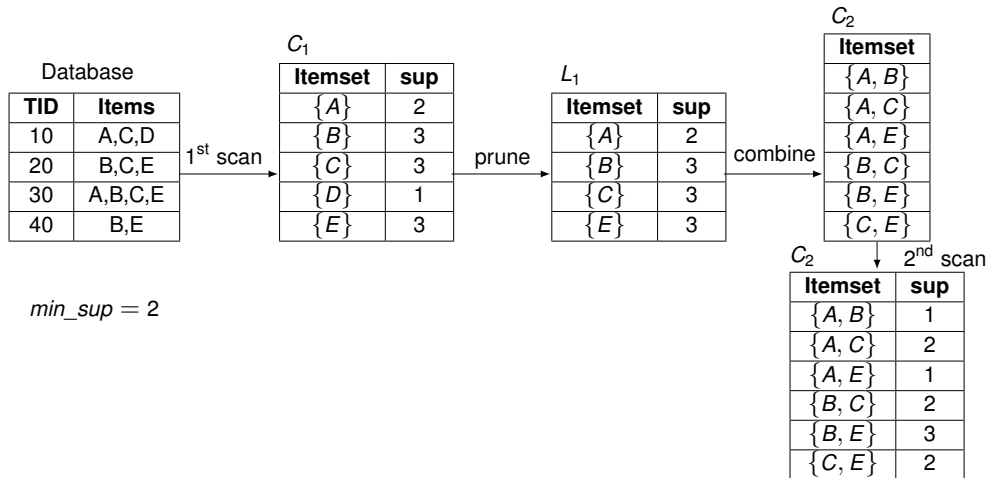 Database
TID Items
10 A,C,D
20 B,C,E
30 A,B,C,E
40 B,E
min_sup = 2
1st scan
C1
Itemset sup
{A} 2
{B} 3
{C} 3
{D} 1
{E} 3
prune
L1
Itemset sup
{A} 2
{B} 3
{C} 3
{E} 3
combine
C2
Itemset
{A, B}
{A, C}
{A, E}
{B, C}
{B, E}
{C, E}
2nd scan
C2
Itemset sup
{A, B} 1
{A, C} 2
{A, E} 1
{B, C} 2
{B, E} 3
{C, E} 2